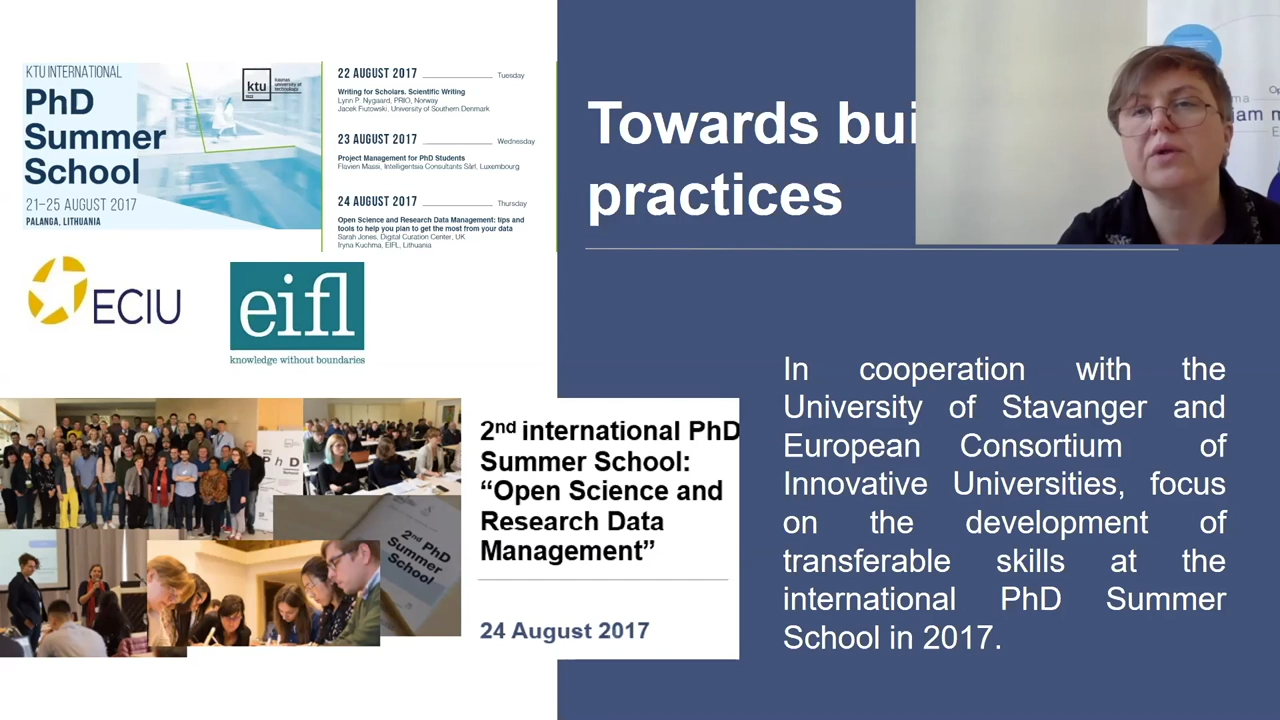 KTU INTERNATIONAL
PhD
Summer
School
21–25 AUGUST 2017
PALANGA, LITHUANIA
ktu
1922
kaunas
university of
technology
22 AUGUST 2017 Tuesday
Writing for Scholars. Scientific Writing
Lynn P. Nygaard, PRIO, Norway
Jacek Fiutowski, University of Southern Denmark
23 AUGUST 2017 Wednesday
Project Management for PhD Students
Flavien Massi, Intelligentsia Consultants Sàrl, Luxembourg
24 AUGUST 2017 Thursday
Open Science and Research Data Management: tips and
tools to help you plan to get the most from your data
Sarah Jones, Digital Curation Center, UK
Iryna Kuchma, EIFL, Lithuania
ECIU
eifl
knowledge without boundaries
Towards bui
practices
2nd international PhD
Summer School:
“Open Science and
Research Data
Management”
24 August 2017
PhD
2nd PhD
Summer
School
In cooperation with the
University of Stavanger and
European Consortium of
Innovative Universities, focus
on the development of
transferable skills at the
international PhD Summer
School in 2017.